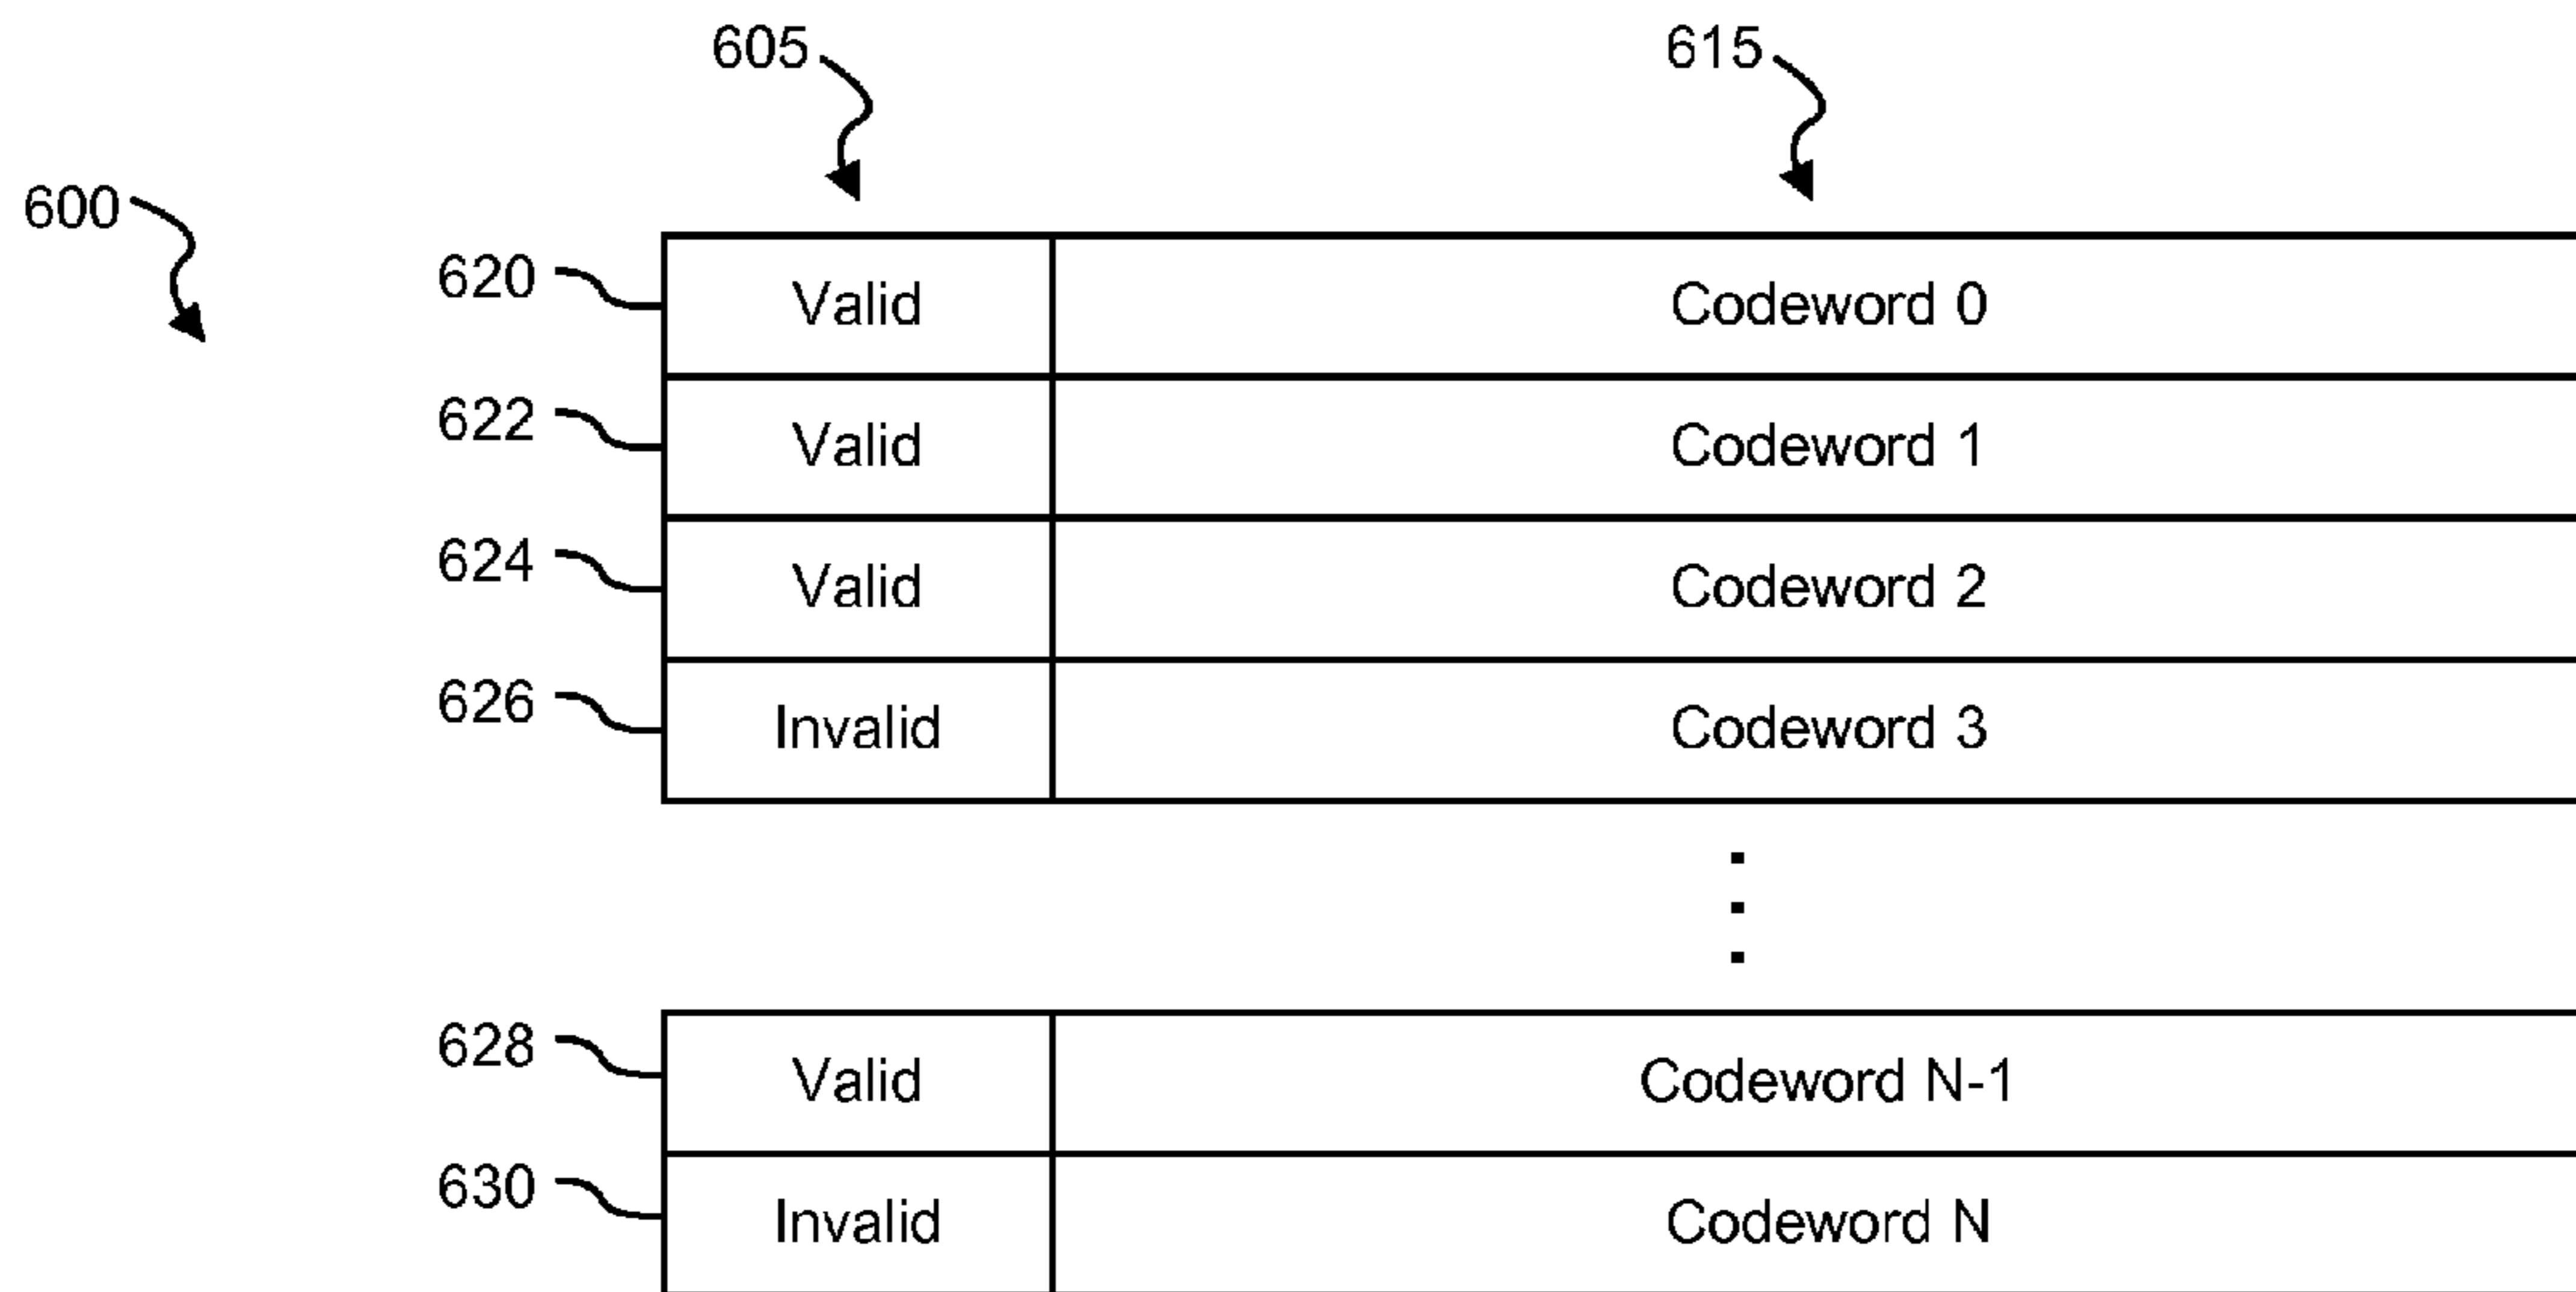 605
615
600
620 Valid Codeword 0
622 Valid Codeword 1
624 Valid Codeword 2
626 Invalid Codeword 3
628 Valid Codeword N-1
630 Invalid Codeword N